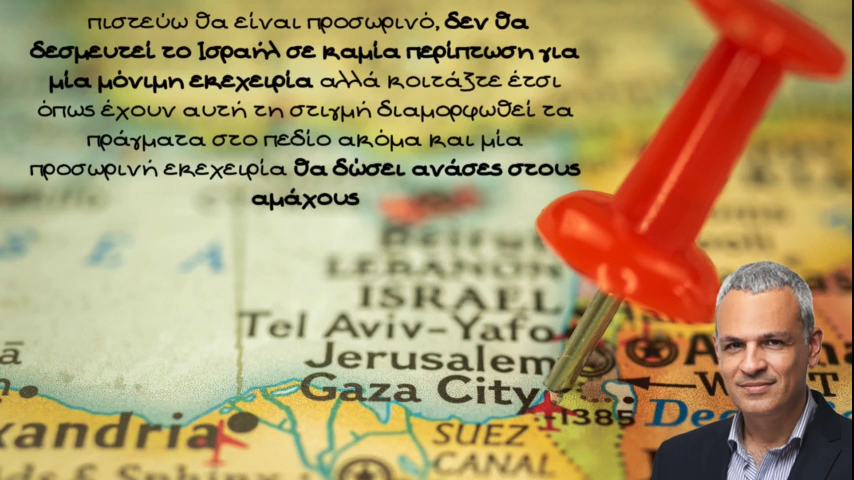 πιστεύω θα είναι προσωρινό, δεν θα
δεσμευτεί το Ισραήλ σε καμία περίπτωση για
μία μόνιμη εκεχειρία αλλά κοιτάξτε έτσι
όπως έχουν αυτή τη στιγμή διαμορφωθεί τα
πράγματα στο πεδίο ακόμα και μία
προσωρινή εκεχειρία θα δώσει ανάσες στους
αμάχους
Beirut
LEBANON
ISRAEL
Tel Aviv-Yafo
Jerusalem
Gaza City
1385
SUEZ
CANAL